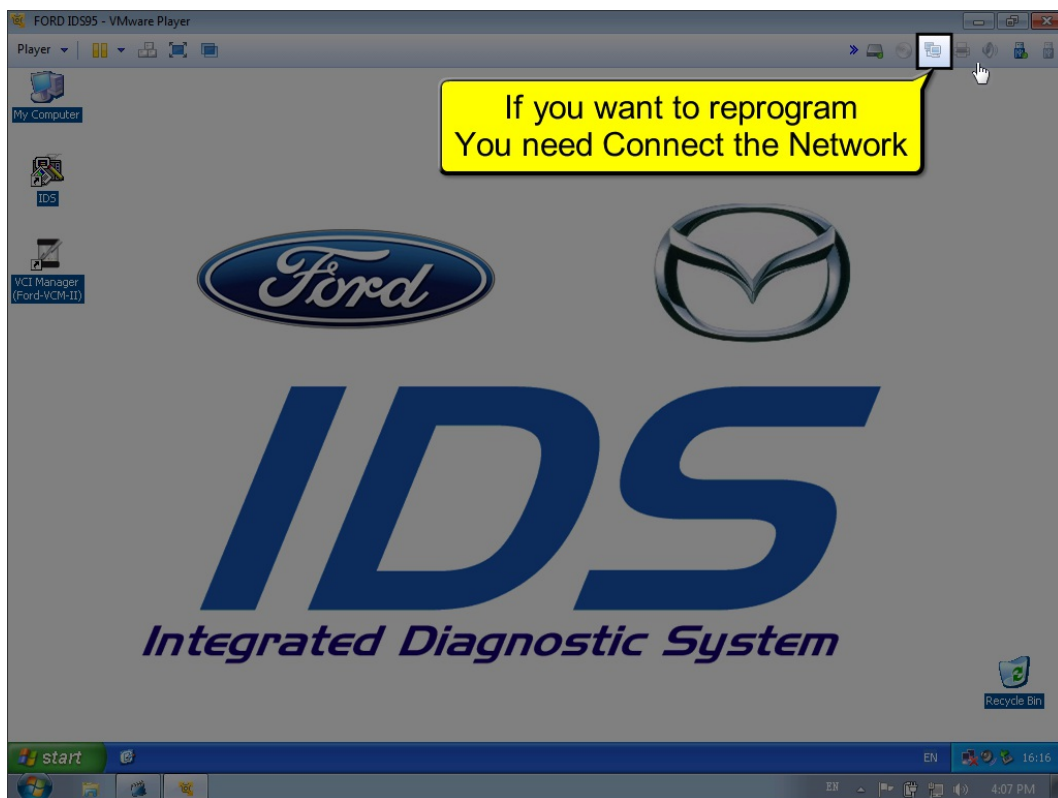 FORD IDS95 - VMware Player
Player
If you want to reprogram
You need Connect the Network
My Computer
IDS
VCI Manager
(Ford-VCM-II)
Ford
IDS
Integrated Diagnostic System
Recycle Bin
start
EN
16:16
EN
4:07 PM